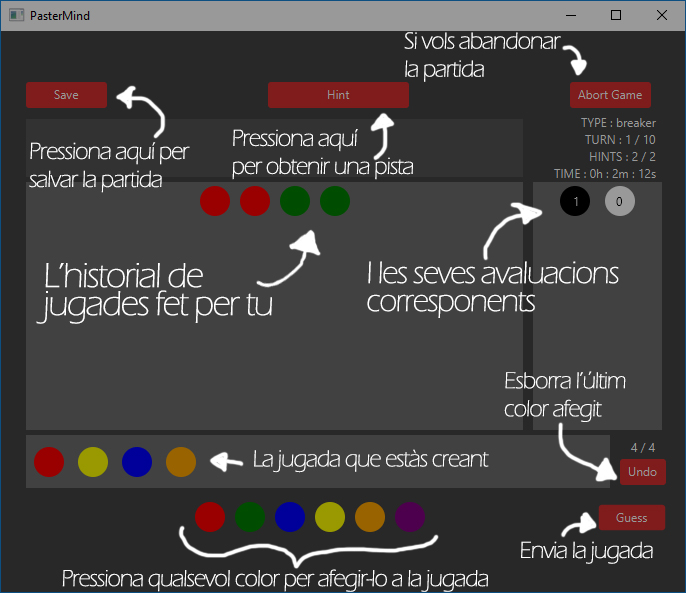 PasterMind
Si vols abandonar
la partida
Save
Hint
Abort Game
TYPE : breaker
TURN : 1 / 10
HINTS : 2 / 2
TIME : 0h : 2m : 12s
Pressiona aquí per
salvar la partida
Pressiona aquí
per obtenir una pista
1
0
L'historial de
jugades fet per tu
I les seves avaluacions
corresponents
Esborra l'últim
color afegit
La jugada que estàs creant
4 / 4
Undo
Guess
Envia la jugada
Pressiona qualsevol color per afegir-lo a la jugada